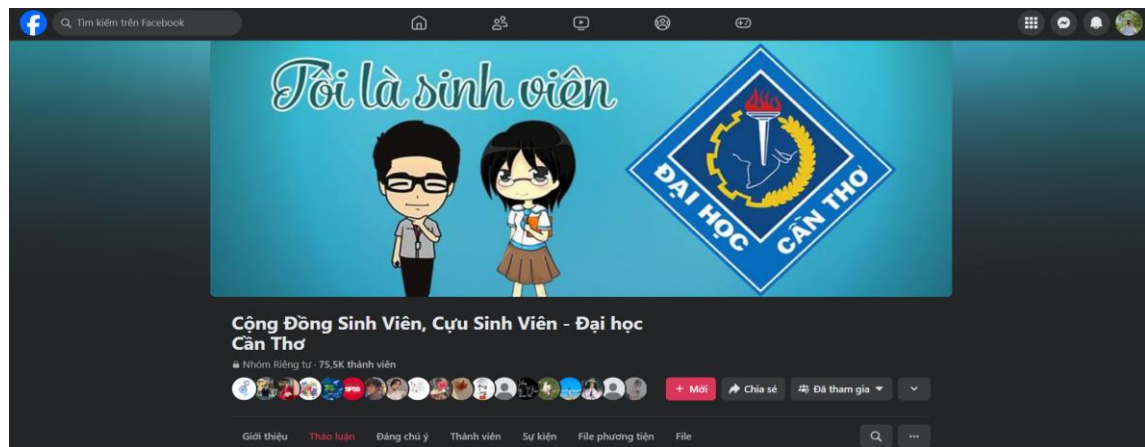 Tìm kiếm trên Facebook
Tôi là sinh viên
ĐẠI HỌC CẦN THƠ
Cộng Đồng Sinh Viên, Cựu Sinh Viên - Đại học
Cần Thơ
Nhóm Riêng tư · 75,5K thành viên
SPSS
+ Mời
Chia sẻ
Đã tham gia
Giới thiệu Thảo luận Đáng chú ý Thành viên Sự kiện File phương tiện File